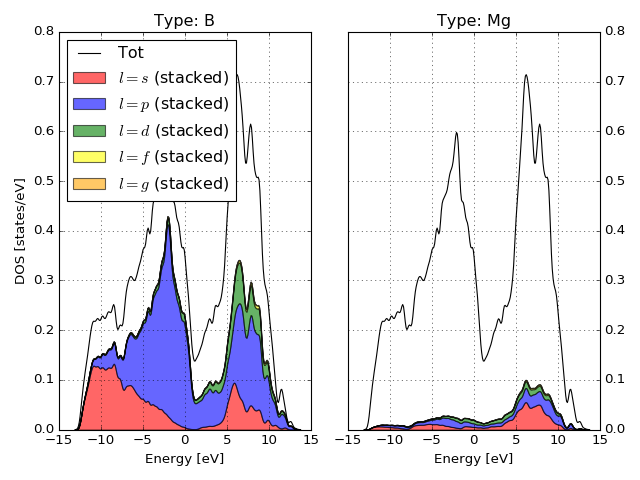 Type: B
Type: Mg
Tot
l = s (stacked)
l = p (stacked)
l = d (stacked)
l = f (stacked)
l = g (stacked)
DOS [states/eV]
0.8
0.7
0.6
0.5
0.4
0.3
0.2
0.1
0.0
−15 −10 −5 0 5 10 15
Energy [eV]
0.8
0.7
0.6
0.5
0.4
0.3
0.2
0.1
0.0
−15 −10 −5 0 5 10 15
Energy [eV]